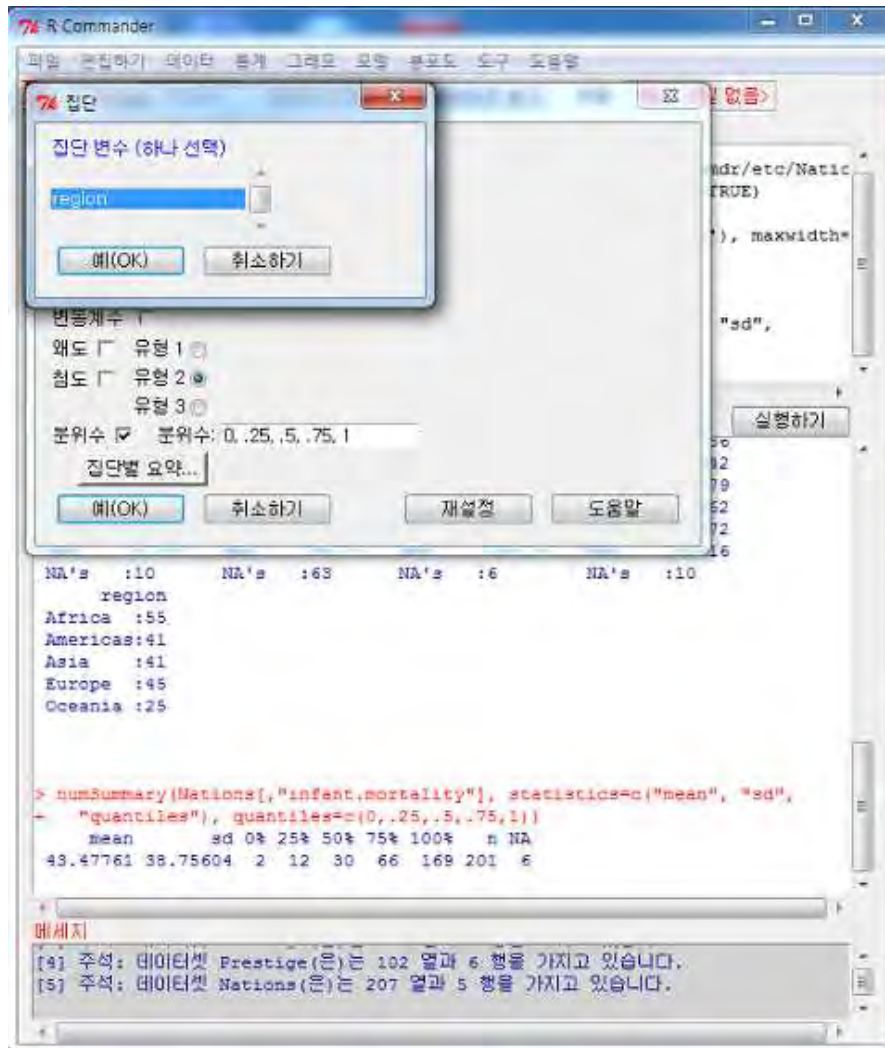 R Commander
파일 편집하기 데이터 통계 그래프 모델 분포도 도구 도움말
집단
없음>
집단 변수 (하나 선택)
region
예(OK) 취소하기
mdr/etc/Natic
TRUE)
"), maxwidth=
"sd",
변동계수
왜도 유형 1
첨도 유형 2
유형 3
분위수 분위수: 0, .25, .5, .75, 1
집단별 요약...
실행하기
예(OK) 취소하기 재설정 도움말
NA's :10 NA's :63 NA's :6 NA's :10
region
Africa :55
Americas:41
Asia :41
Europe :45
Oceania :25
> numSummary(Nations[,"infant.mortality"], statistics=c("mean", "sd",
+ "quantiles"), quantiles=c(0,.25,.5,.75,1))
mean sd 0% 25% 50% 75% 100% n NA
43.47761 38.75604 2 12 30 66 169 201 6
메세지
[4] 주석: 데이터셋 Prestige(은)는 102 열과 6 행을 가지고 있습니다.
[5] 주석: 데이터셋 Nations(은)는 207 열과 5 행을 가지고 있습니다.